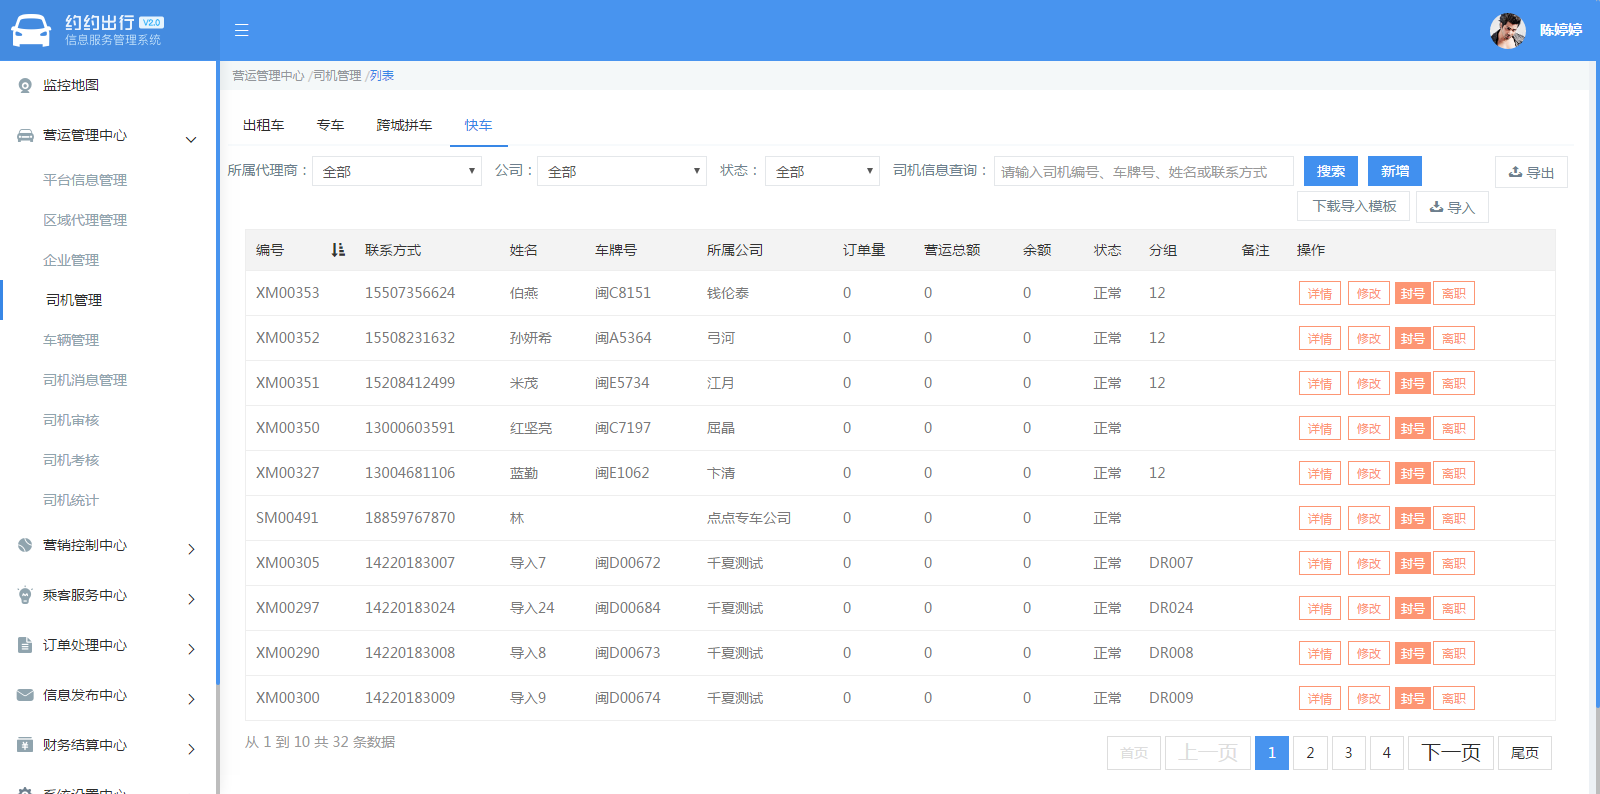 约约出行 V2.0
信息服务管理系统
陈婷婷
监控地图
营运管理中心
平台信息管理
区域代理管理
企业管理
司机管理
车辆管理
司机消息管理
司机审核
司机考核
司机统计
营销控制中心
乘客服务中心
订单处理中心
信息发布中心
财务结算中心
系统设置中心
营运管理中心 /司机管理 /列表
出租车 专车 跨城拼车 快车
所属代理商： 全部 公司： 全部 状态： 全部 司机信息查询： 请输入司机编号、车牌号、姓名或联系方式 搜索 新增 导出
下载导入模板 导入
编号 联系方式 姓名 车牌号 所属公司 订单量 营运总额 余额 状态 分组 备注 操作
XM00353 15507356624 伯燕 闽C8151 钱伦泰 0 0 0 正常 12 详情 修改 封号 离职
XM00352 15508231632 孙妍希 闽A5364 弓河 0 0 0 正常 12 详情 修改 封号 离职
XM00351 15208412499 米茂 闽E5734 江月 0 0 0 正常 12 详情 修改 封号 离职
XM00350 13000603591 红坚亮 闽C7197 屈晶 0 0 0 正常 详情 修改 封号 离职
XM00327 13004681106 蓝勤 闽E1062 卞清 0 0 0 正常 12 详情 修改 封号 离职
SM00491 18859767870 林 点点专车公司 0 0 0 正常 详情 修改 封号 离职
XM00305 14220183007 导入7 闽D00672 千夏测试 0 0 0 正常 DR007 详情 修改 封号 离职
XM00297 14220183024 导入24 闽D00684 千夏测试 0 0 0 正常 DR024 详情 修改 封号 离职
XM00290 14220183008 导入8 闽D00673 千夏测试 0 0 0 正常 DR008 详情 修改 封号 离职
XM00300 14220183009 导入9 闽D00674 千夏测试 0 0 0 正常 DR009 详情 修改 封号 离职
从 1 到 10 共 32 条数据
首页 上一页 1 2 3 4 下一页 尾页